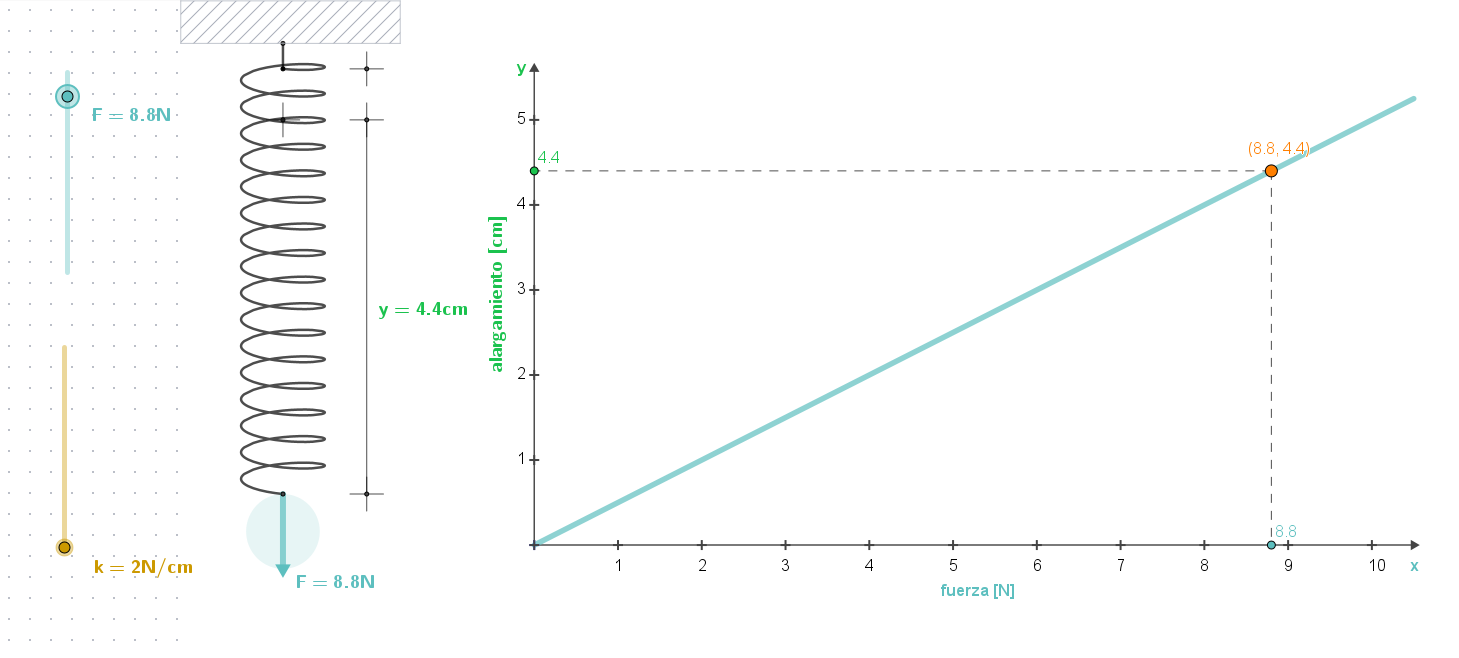 F = 8.8N
k = 2N/cm
y = 4.4cm
F = 8.8N
y
5
4.4
4
3
2
1
alargamiento [cm]
(8.8, 4.4)
8.8
1 2 3 4 5 6 7 8 9 10 x
fuerza [N]